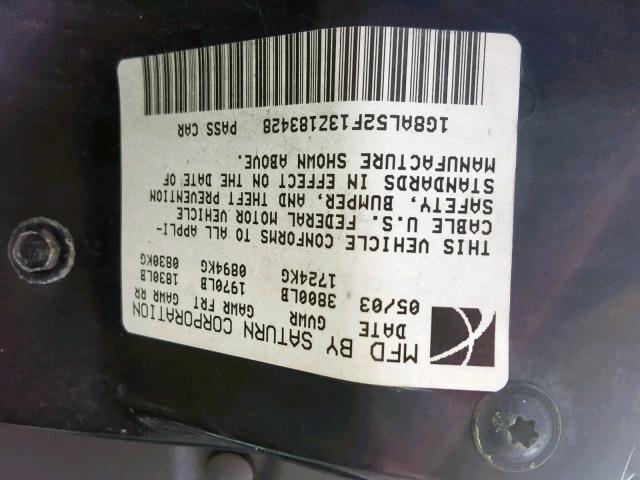 MFD BY SATURN CORPORATION
DATE GVWR GAWR FRT GAWR RR
05/03 3800LB 1970LB 1830LB
1724KG 0894KG 0830KG
THIS VEHICLE CONFORMS TO ALL APPLI-
CABLE U.S. FEDERAL MOTOR VEHICLE
SAFETY, BUMPER, AND THEFT PREVENTION
STANDARDS IN EFFECT ON THE DATE OF
MANUFACTURE SHOWN ABOVE.
1G8AL52F13Z183428 PASS CAR